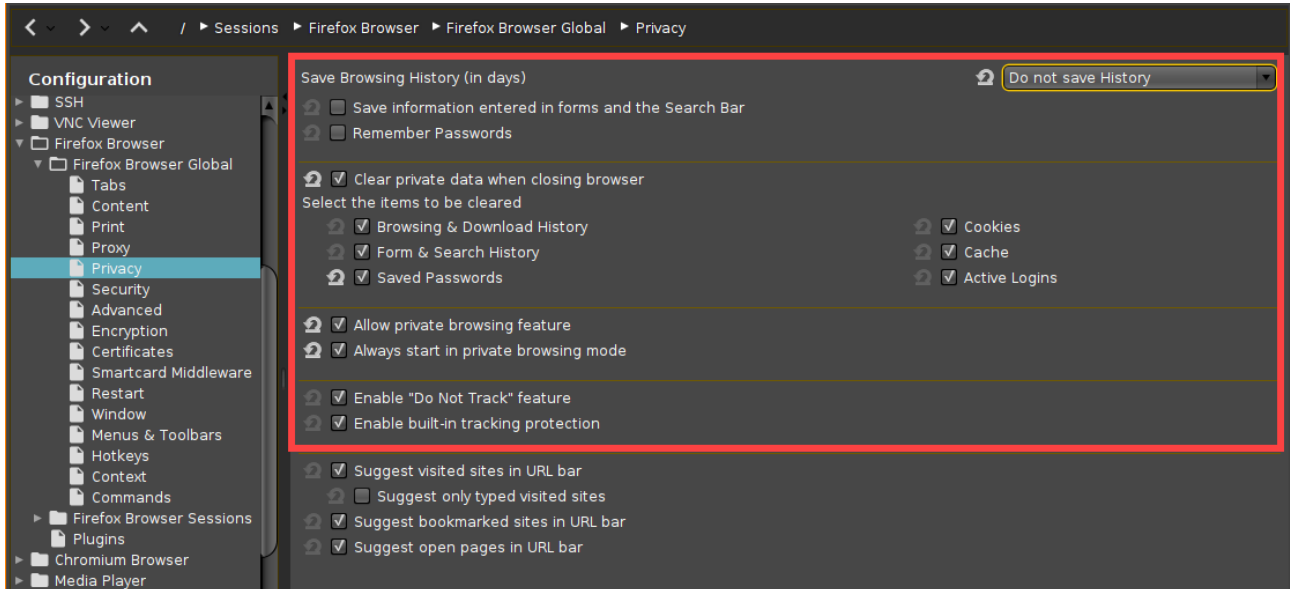 / Sessions Firefox Browser Firefox Browser Global Privacy
Configuration
SSH
VNC Viewer
Firefox Browser
Firefox Browser Global
Tabs
Content
Print
Proxy
Privacy
Security
Advanced
Encryption
Certificates
Smartcard Middleware
Restart
Window
Menus & Toolbars
Hotkeys
Context
Commands
Firefox Browser Sessions
Plugins
Chromium Browser
Media Player
Save Browsing History (in days) Do not save History
Save information entered in forms and the Search Bar
Remember Passwords
Clear private data when closing browser
Select the items to be cleared
Browsing & Download History Cookies
Form & Search History Cache
Saved Passwords Active Logins
Allow private browsing feature
Always start in private browsing mode
Enable "Do Not Track" feature
Enable built-in tracking protection
Suggest visited sites in URL bar
Suggest only typed visited sites
Suggest bookmarked sites in URL bar
Suggest open pages in URL bar